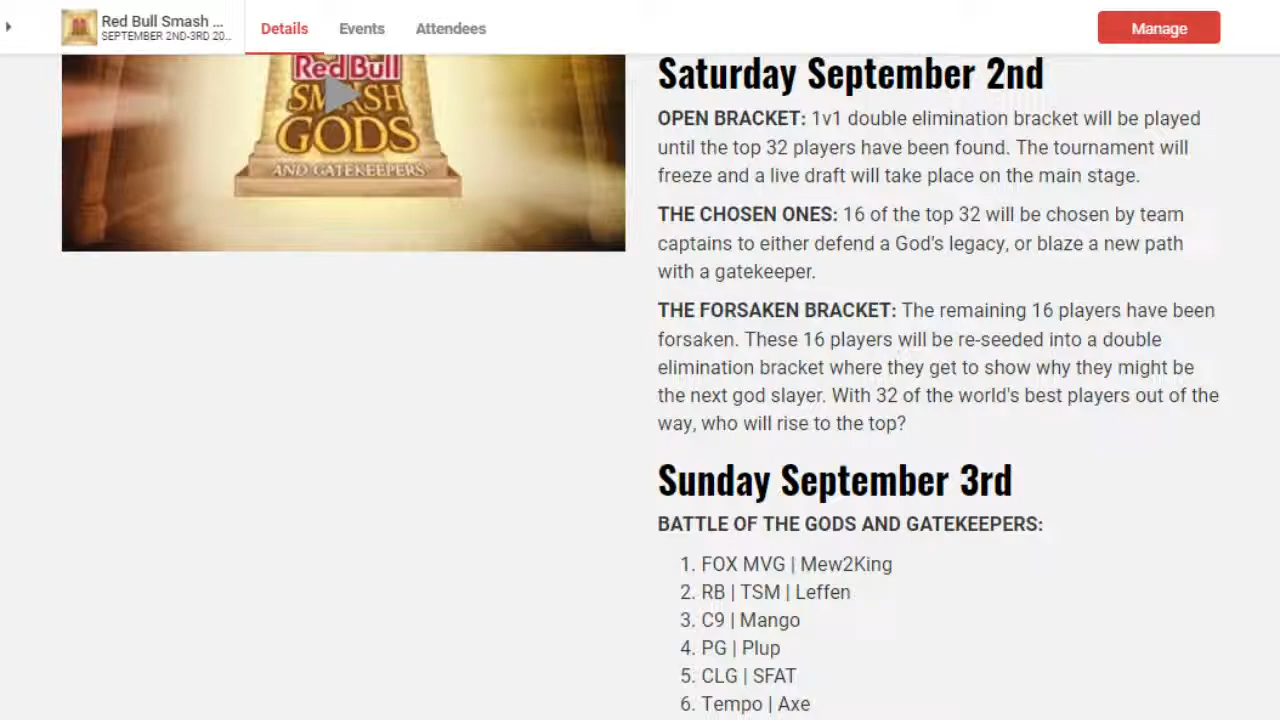 Red Bull Smash ...
SEPTEMBER 2ND-3RD 20...
Details
Events
Attendees
Manage
Red Bull
SMASH
GODS
AND GATEKEEPERS
Saturday September 2nd
OPEN BRACKET: 1v1 double elimination bracket will be played
until the top 32 players have been found. The tournament will
freeze and a live draft will take place on the main stage.
THE CHOSEN ONES: 16 of the top 32 will be chosen by team
captains to either defend a God's legacy, or blaze a new path
with a gatekeeper.
THE FORSAKEN BRACKET: The remaining 16 players have been
forsaken. These 16 players will be re-seeded into a double
elimination bracket where they get to show why they might be
the next god slayer. With 32 of the world's best players out of the
way, who will rise to the top?
Sunday September 3rd
BATTLE OF THE GODS AND GATEKEEPERS:
1. FOX MVG | Mew2King
2. RB | TSM | Leffen
3. C9 | Mango
4. PG | Plup
5. CLG | SFAT
6. Tempo | Axe